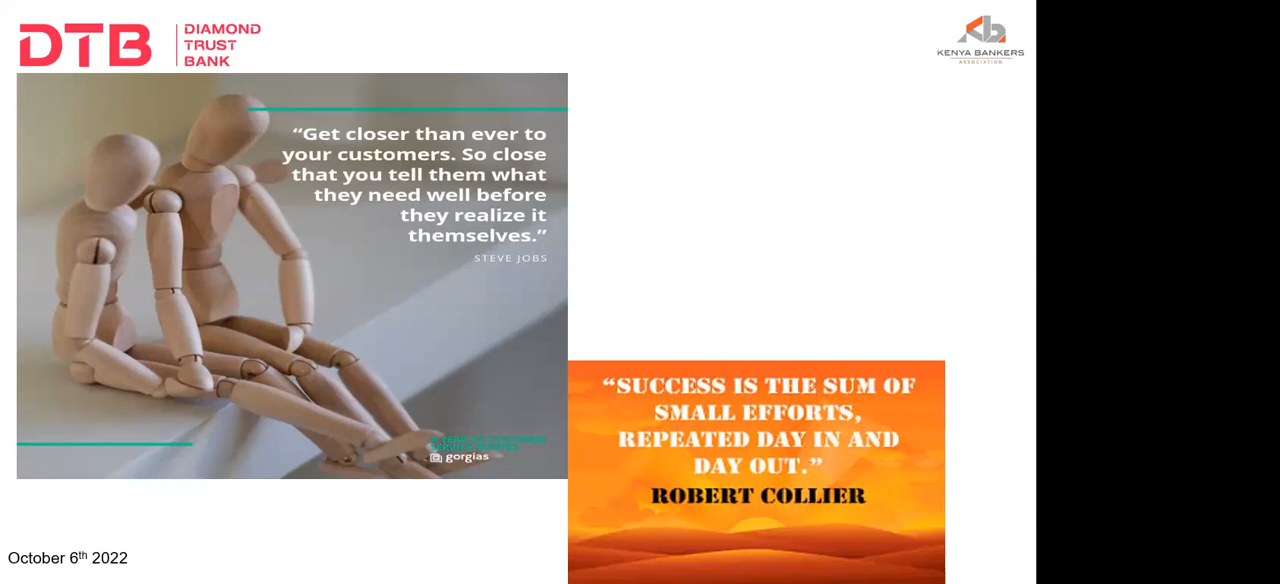 DTB
DIAMOND
TRUST
BANK
KENYA BANKERS
ASSOCIATION
“Get closer than ever to
your customers. So close
that you tell them what
they need well before
they realize it
themselves.”
STEVE JOBS
gorgias
“SUCCESS IS THE SUM OF
SMALL EFFORTS,
REPEATED DAY IN AND
DAY OUT.”
ROBERT COLLIER
October 6th 2022